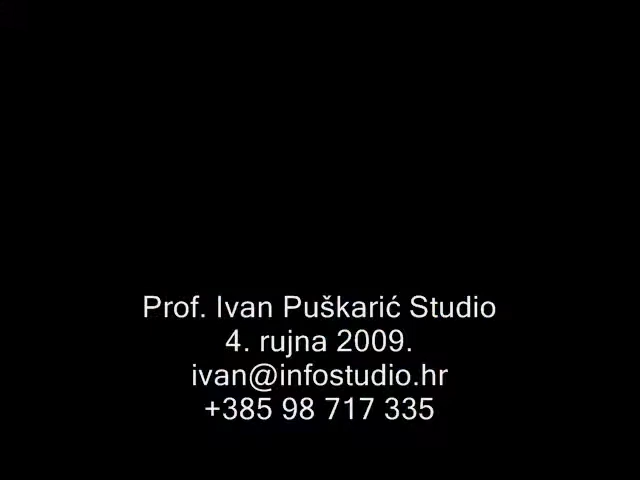 Prof. Ivan Puškarić Studio
4. rujna 2009.
ivan@infostudio.hr
+385 98 717 335